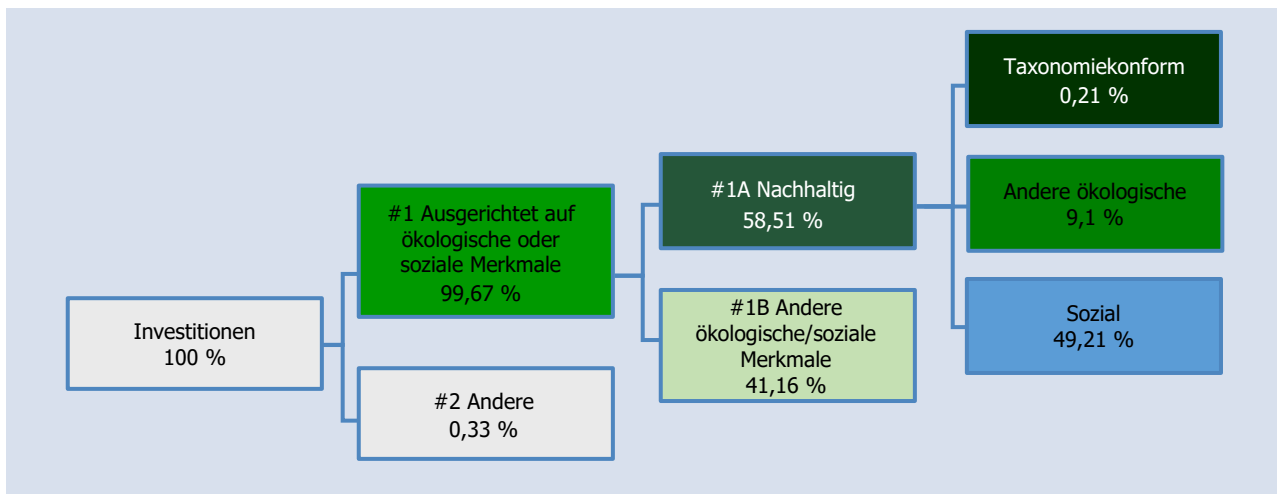 Investitionen
100 %
#1 Ausgerichtet auf
ökologische oder
soziale Merkmale
99,67 %
#2 Andere
0,33 %
#1A Nachhaltig
58,51 %
#1B Andere
ökologische/soziale
Merkmale
41,16 %
Taxonomiekonform
0,21 %
Andere ökologische
9,1 %
Sozial
49,21 %